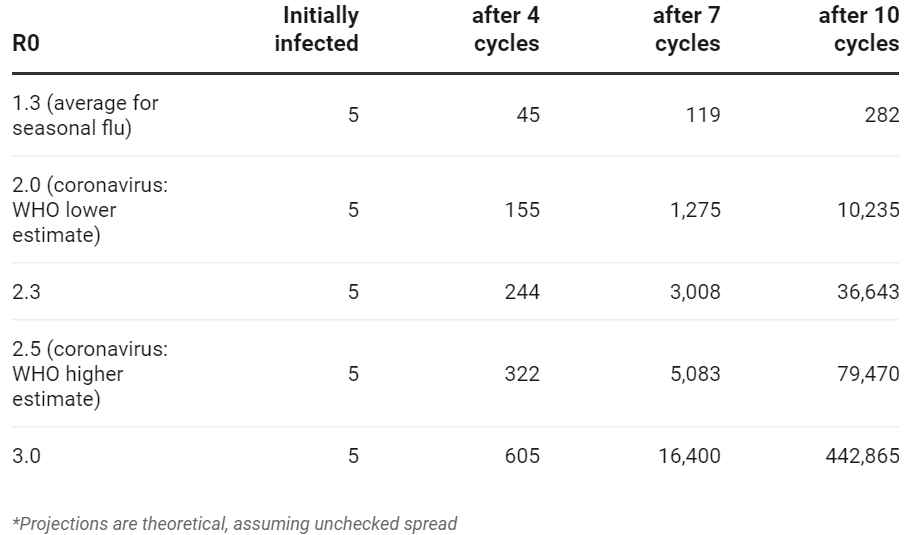 R0 Initially infected after 4 cycles after 7 cycles after 10 cycles
1.3 (average for seasonal flu) 5 45 119 282
2.0 (coronavirus: WHO lower estimate) 5 155 1,275 10,235
2.3 5 244 3,008 36,643
2.5 (coronavirus: WHO higher estimate) 5 322 5,083 79,470
3.0 5 605 16,400 442,865
*Projections are theoretical, assuming unchecked spread